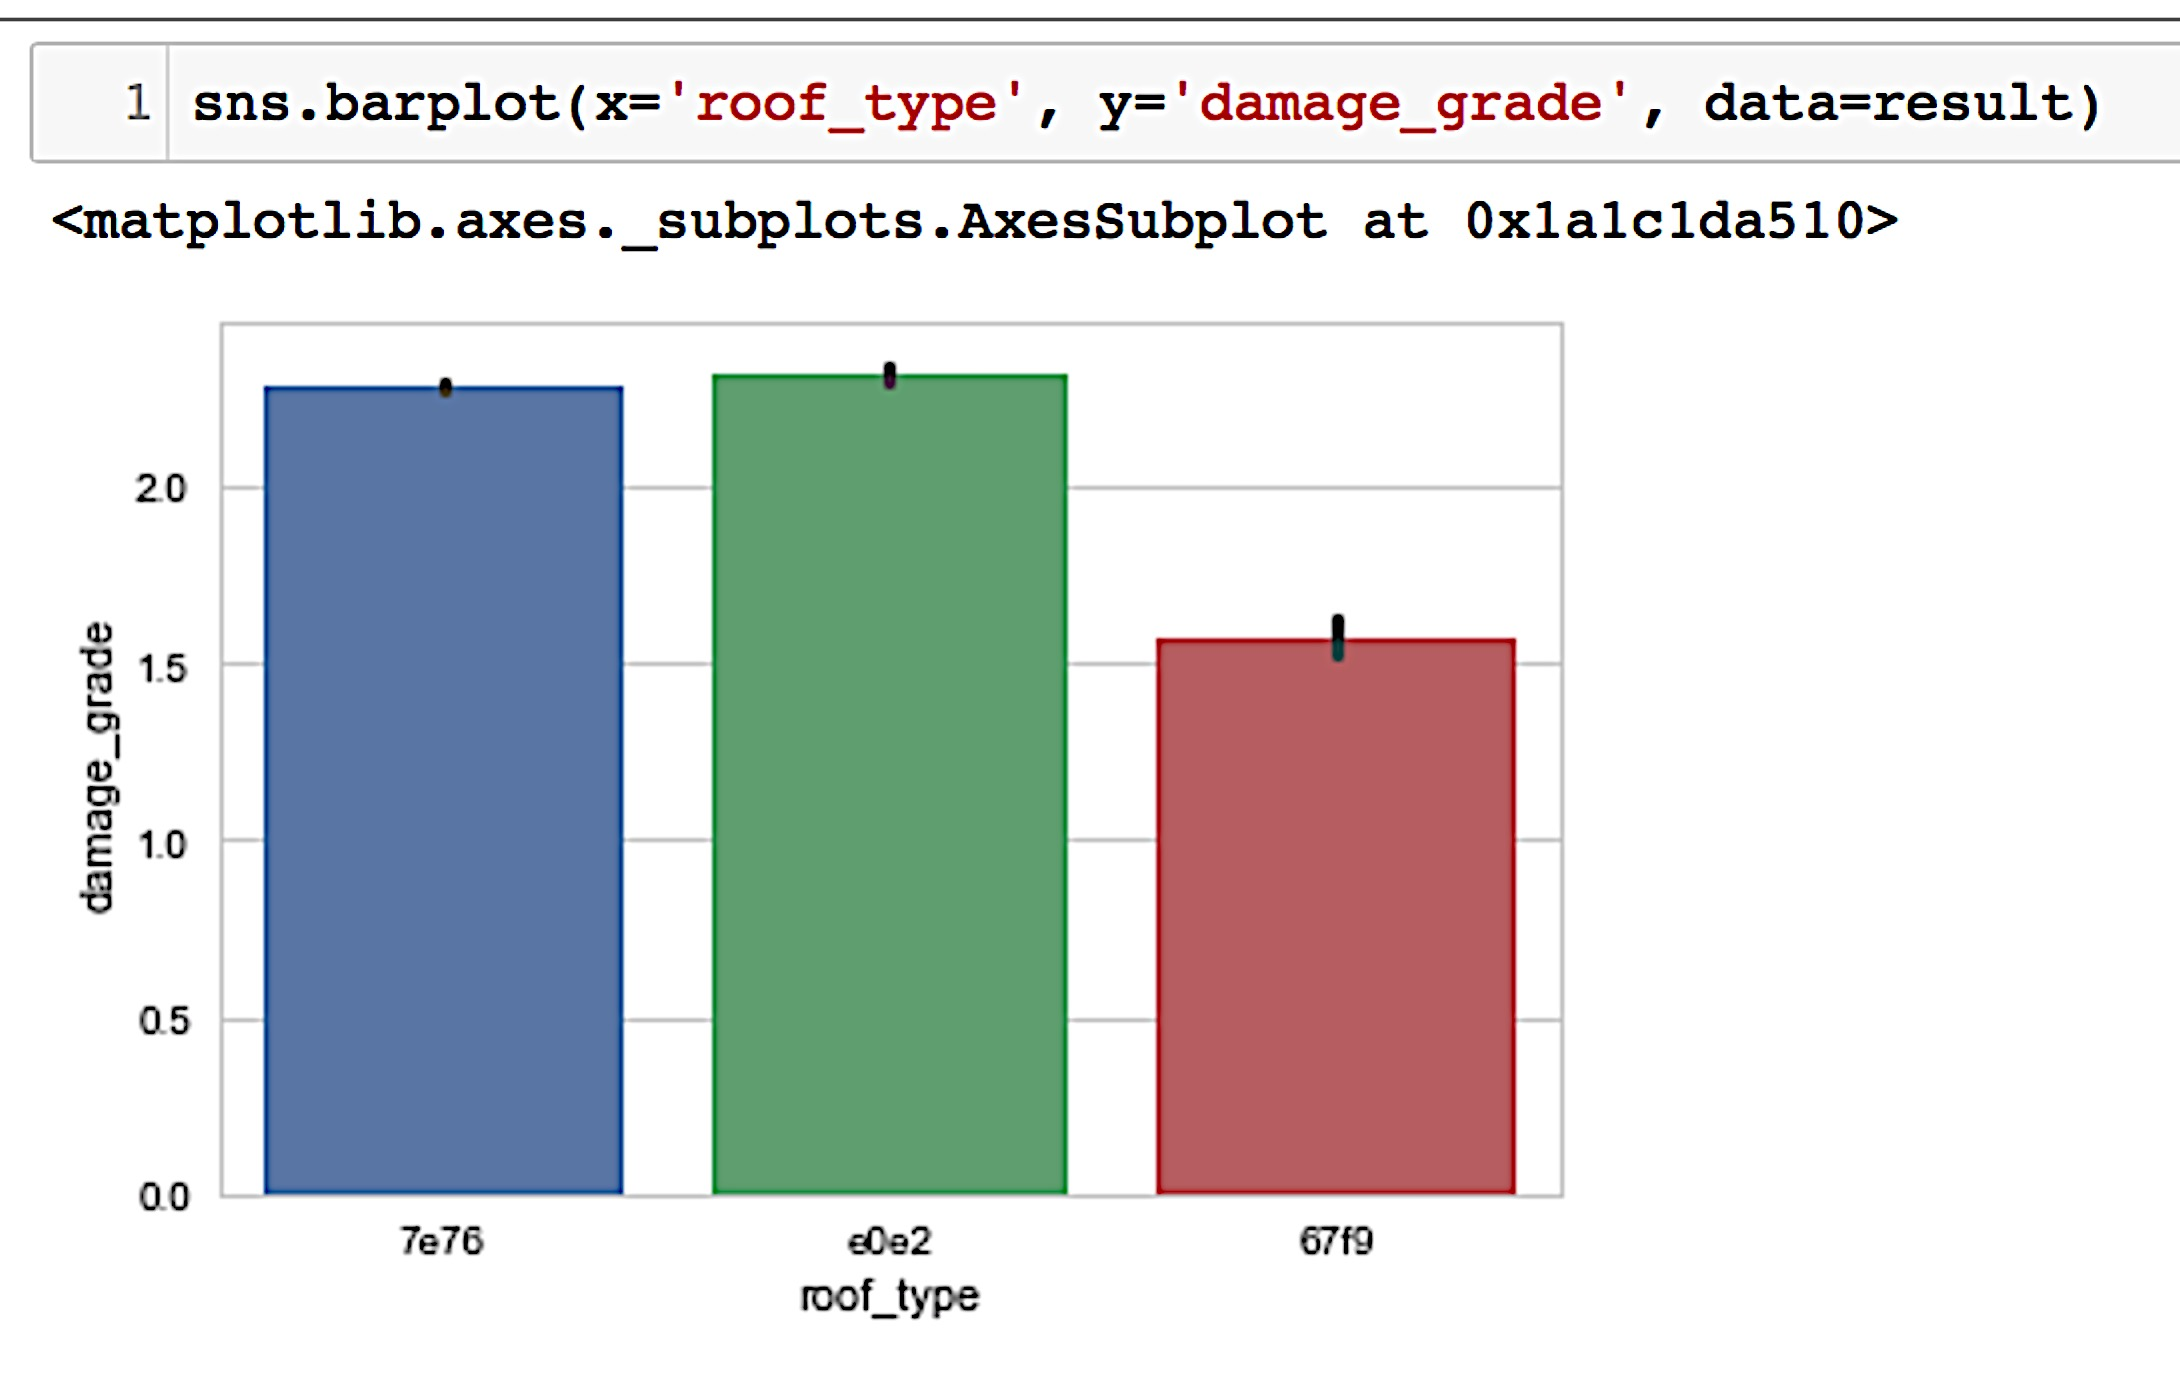 1 sns.barplot(x='roof_type', y='damage_grade', data=result)
<matplotlib.axes._subplots.AxesSubplot at 0x1a1c1da510>
damage_grade
2.0
1.5
1.0
0.5
0.0
7e76 e0e2 67f9
roof_type